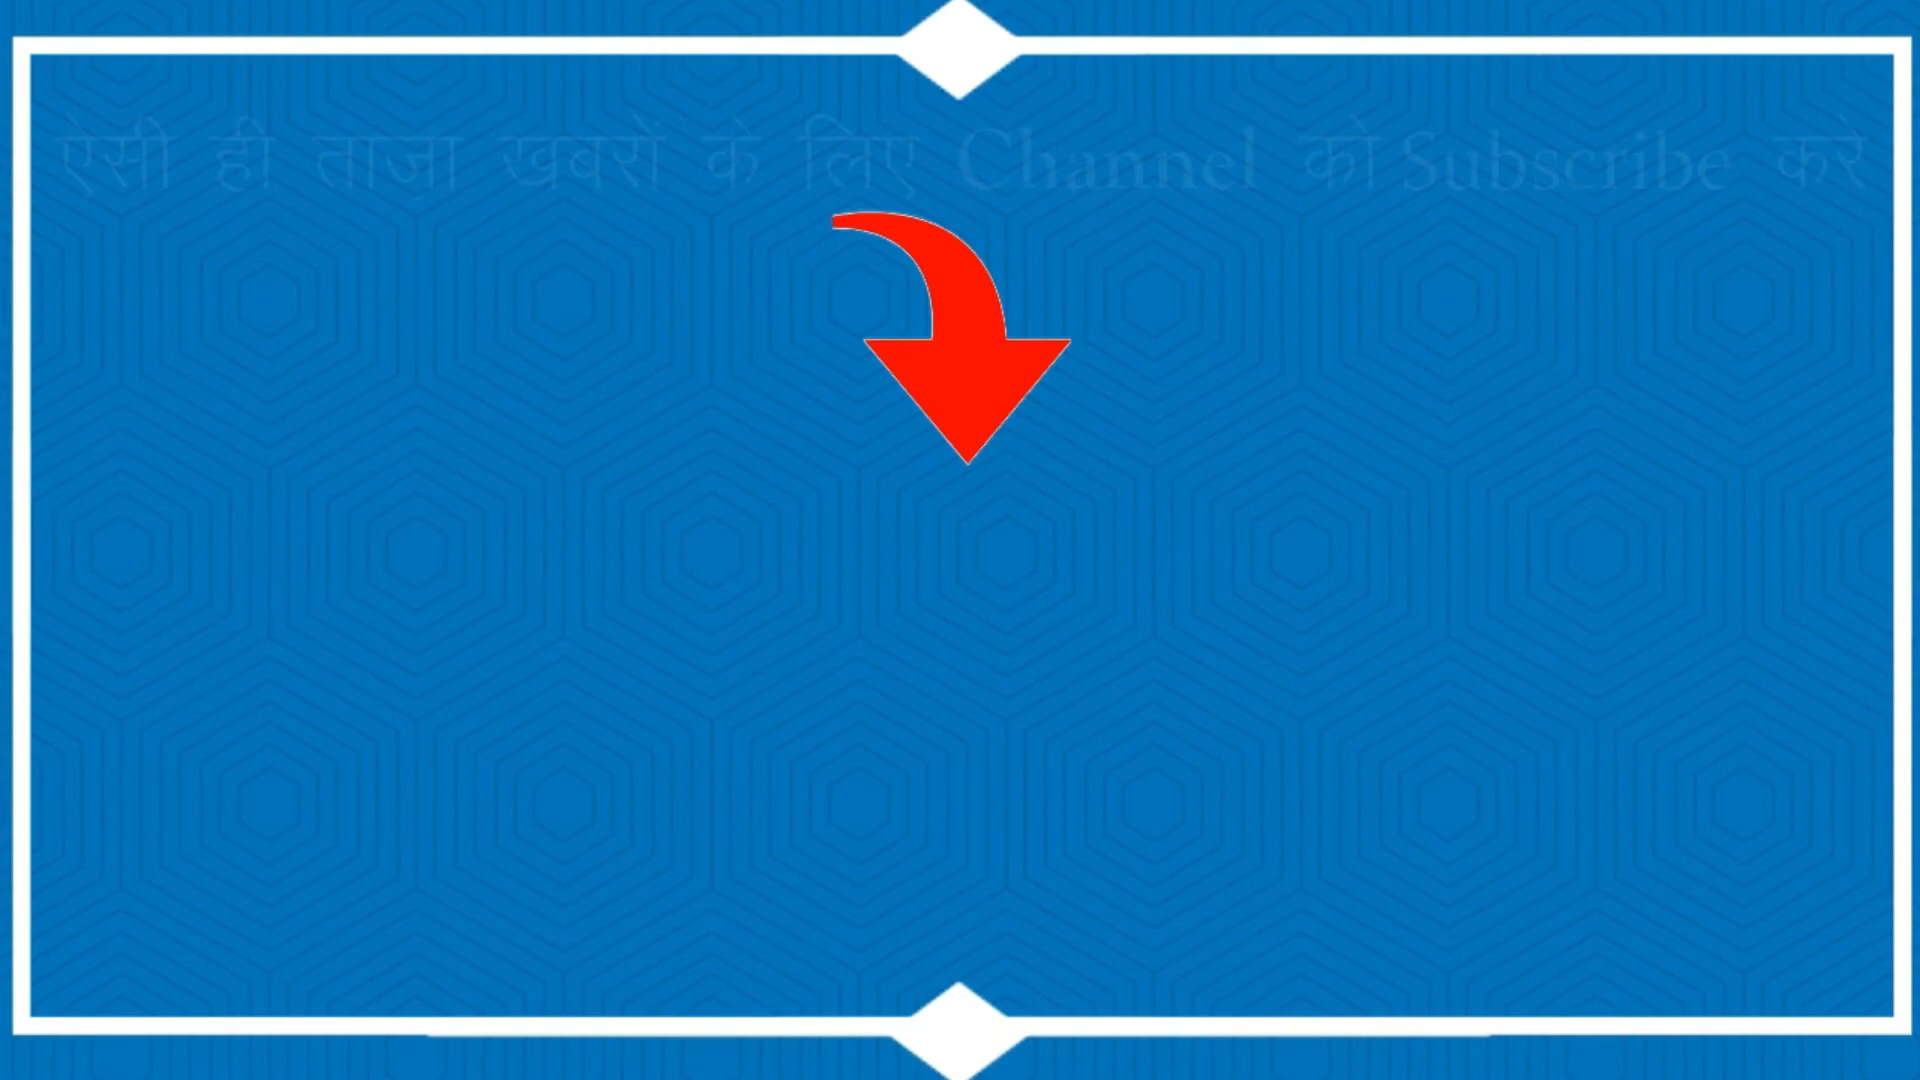 ऐसी ही ताज़ा खबरों के लिए Channel को Subscribe करे